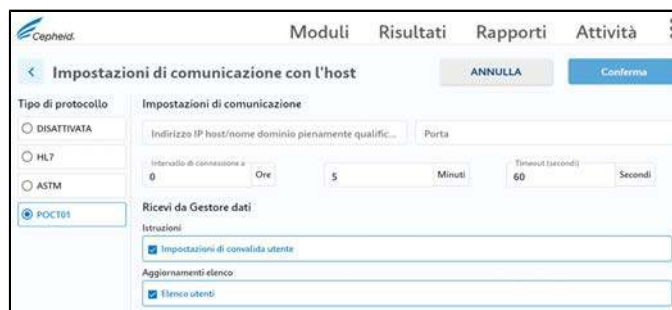 Cepheid.
Moduli Risultati Rapporti Attività
Impostazioni di comunicazione con l'host ANNULLA Conferma
Tipo di protocollo
DISATTIVATA
HL7
ASTM
POCT01
Impostazioni di comunicazione
Indirizzo IP host/nome dominio pienamente qualific... Porta
Intervallo di connessione a Timeout (secondi)
0 Ore 5 Minuti 60 Secondi
Ricevi da Gestore dati
Istruzioni
Impostazioni di convalida utente
Aggiornamenti elenco
Elenco utenti